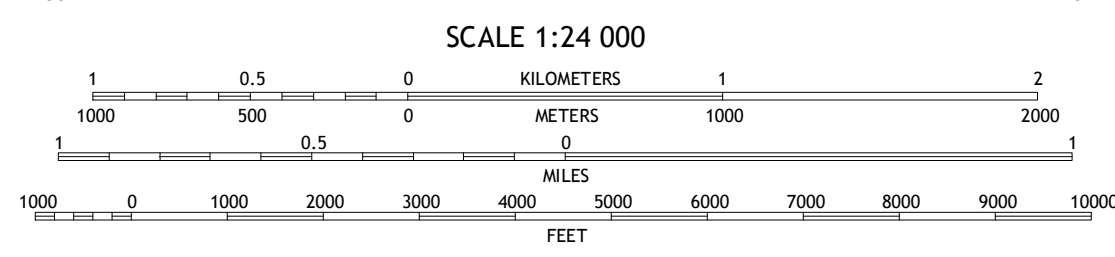 SCALE 1:24 000
1 0.5 0 KILOMETERS 1 2
1000 500 0 METERS 1000 2000
1 0.5 0 1
MILES
1000 0 1000 2000 3000 4000 5000 6000 7000 8000 9000 10000
FEET